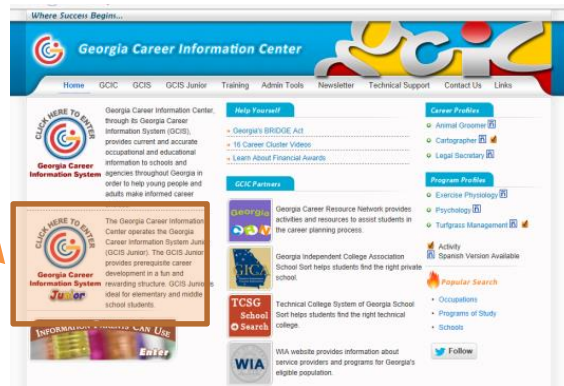 Where Success Begins...
Georgia Career Information Center
GCIC
Home GCIC GCIS GCIS Junior Training Admin Tools Newsletter Technical Support Contact Us Links
CLICK HERE TO ENTER
Georgia Career
Information System
Georgia Career Information Center,
through its Georgia Career
Information System (GCIS),
provides current and accurate
occupational and educational
information to schools and
agencies throughout Georgia in
order to help young people and
adults make informed career
CLICK HERE TO ENTER
Georgia Career
Information System
Junior
The Georgia Career Information
Center operates the Georgia
Career Information System
(GCIS Junior). The GCIS Junior
provides prerequisite career
development in a fun and
rewarding structure. GCIS Junior is
ideal for elementary and middle
school students.
INFORMATION PARENTS CAN USE
Enter
Help Yourself
Georgia's BRIDGE Act
16 Career Cluster Videos
Learn About Financial Awards
GCIC Partners
Georgia
Georgia Career Resource Network provides
activities and resources to assist students in
the career planning process.
GICA
Georgia Independent College Association
School Sort helps students find the right private
school.
TCSG
School
Search
Technical College System of Georgia School
Sort helps students find the right technical
college.
WIA
WIA website provides information about
service providers and programs for Georgia's
eligible population.
Career Profiles
Animal Groomer
Cartographer
Legal Secretary
Program Profiles
Exercise Physiology
Psychology
Turfgrass Management
Activity
Spanish Version Available
Popular Search
Occupations
Programs of Study
Schools
Follow